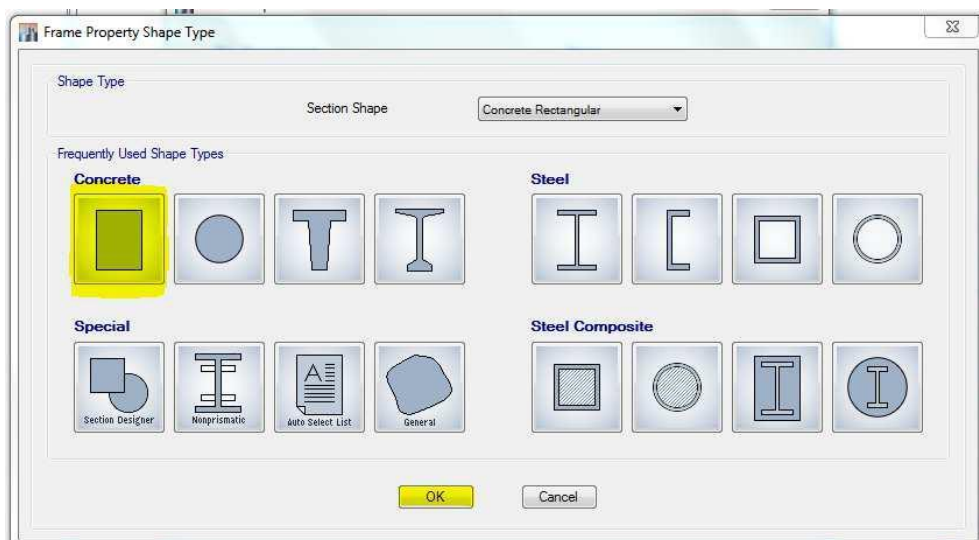 Frame Property Shape Type
Shape Type
Section Shape
Concrete Rectangular
Frequently Used Shape Types
Concrete
Steel
Special
Steel Composite
Section Designer
Nonprismatic
Auto Select List
General
OK
Cancel